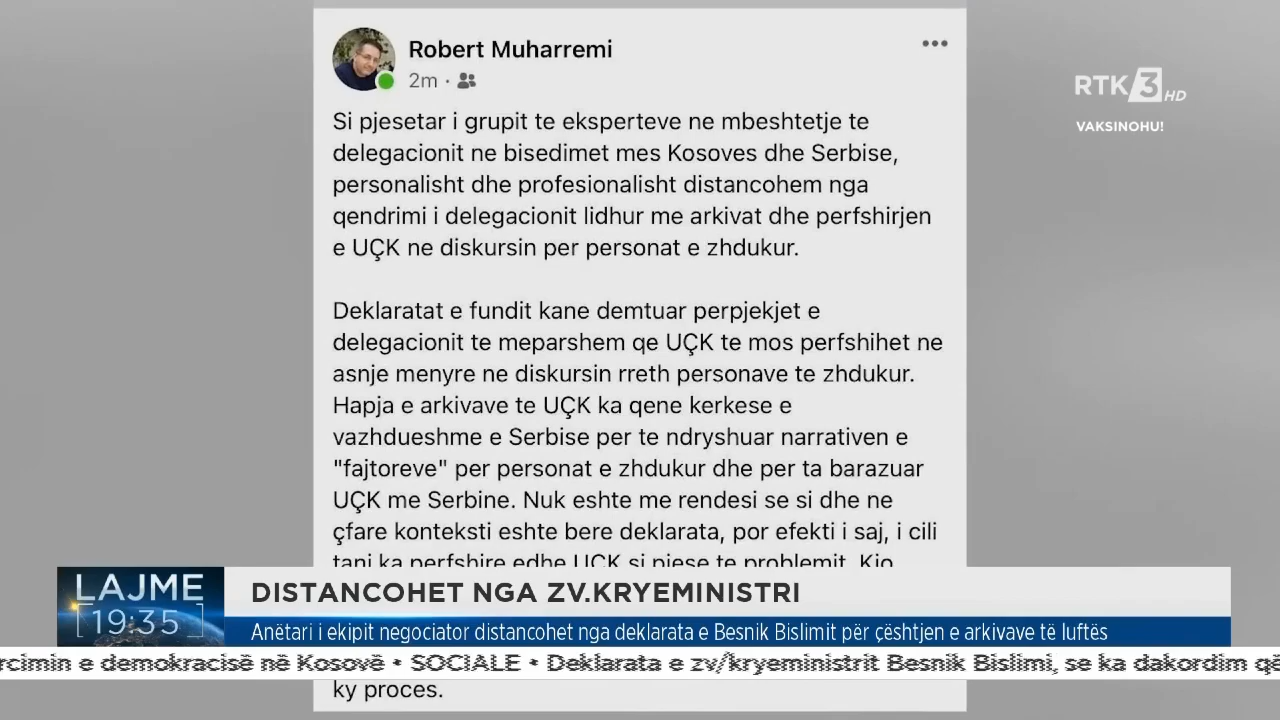 Robert Muharremi
2m ·
RTK 3 HD
VAKSINOHU!
Si pjesetar i grupit te eksperteve ne mbeshtetje te
delegacionit ne bisedimet mes Kosoves dhe Serbise,
personalisht dhe profesionalisht distancohem nga
qendrimi i delegacionit lidhur me arkivat dhe perfshirjen
e UÇK ne diskursin per personat e zhdukur.
Deklaratat e fundit kane demtuar perpjekjet e
delegacionit te meparshem qe UÇK te mos perfshihet ne
asnje menyre ne diskursin rreth personave te zhdukur.
Hapja e arkivave te UÇK ka qene kerkese e
vazhdueshme e Serbise per te ndryshuar narrativen e
"fajtoreve" per personat e zhdukur dhe per ta barazuar
UÇK me Serbine. Nuk eshte me rendesi se si dhe ne
çfare konteksti eshte bere deklarata, por efekti i saj, i cili
tani ka perfshire edhe UÇK si pjese te problemit. Kjo
LAJME
19:35
DISTANCOHET NGA ZV.KRYEMINISTRI
Anëtari i ekipit negociator distancohet nga deklarata e Besnik Bislimit për çështjen e arkivave të luftës
rcimin e demokracisë në Kosovë • SOCIALE • Deklarata e zv/kryeministrit Besnik Bislimi, se ka dakordim që
ky proces.